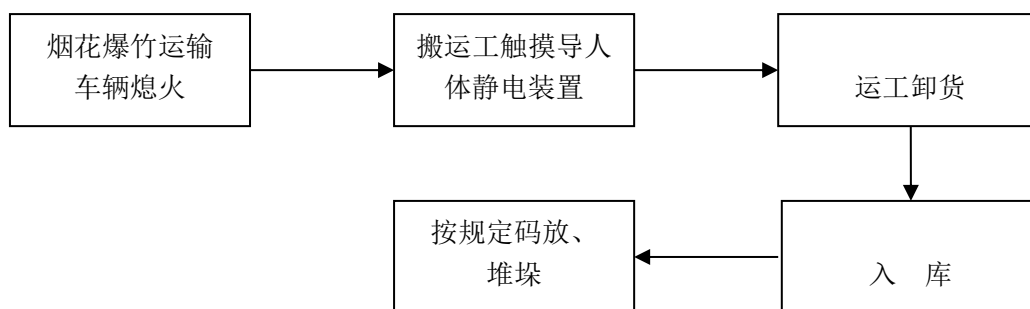 烟花爆竹运输
车辆熄火
搬运工触摸导人
体静电装置
运工卸货
入 库
按规定码放、
堆垛